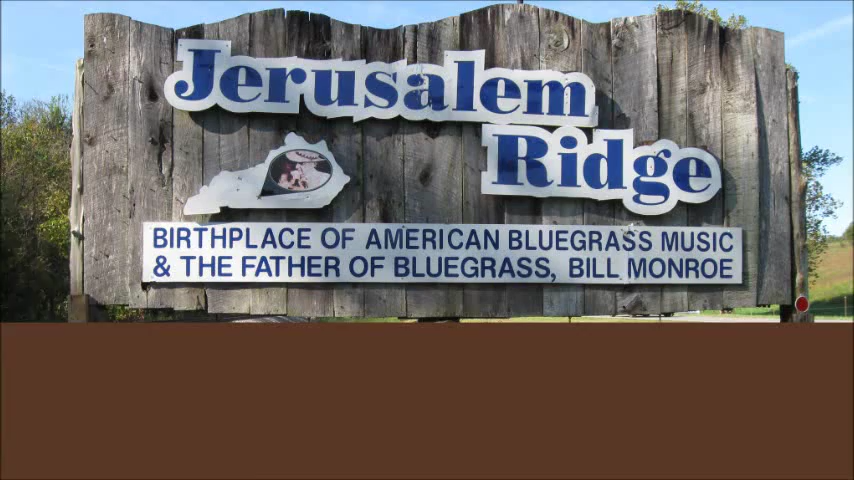 Jerusalem
Ridge
BIRTHPLACE OF AMERICAN BLUEGRASS MUSIC
& THE FATHER OF BLUEGRASS, BILL MONROE